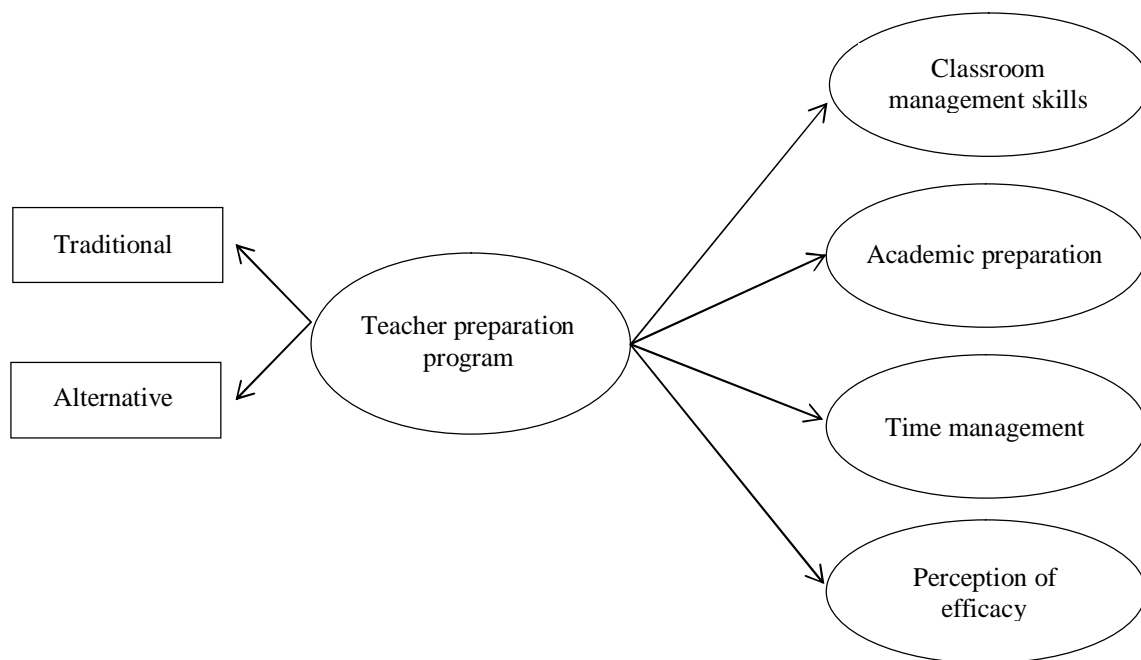 Traditional
Alternative
Teacher preparation
program
Classroom
management skills
Academic preparation
Time management
Perception of
efficacy